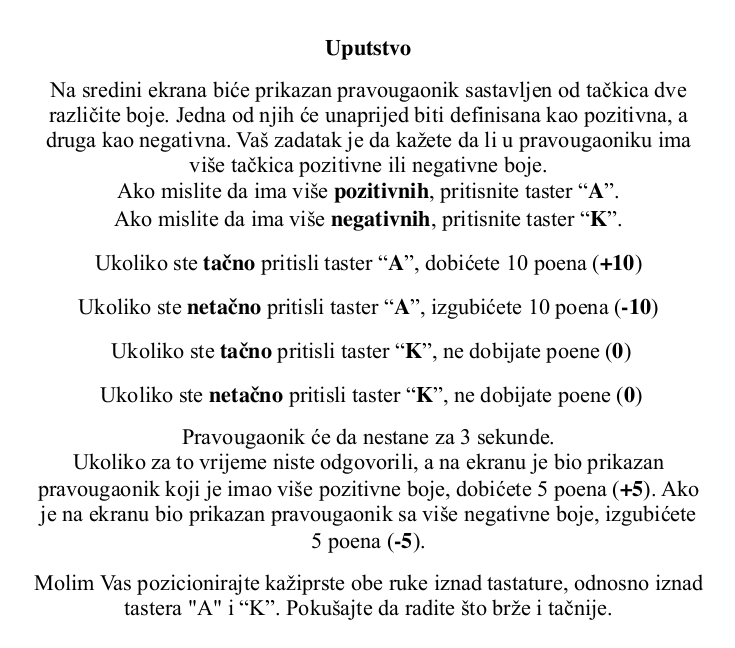 Uputstvo
Na sredini ekrana biće prikazan pravougaonik sastavljen od tačkica dve
različite boje. Jedna od njih će unaprijed biti definisana kao pozitivna, a
druga kao negativna. Vaš zadatak je da kažete da li u pravougaoniku ima
više tačkica pozitivne ili negativne boje.
Ako mislite da ima više pozitivnih, pritisnite taster “A”.
Ako mislite da ima više negativnih, pritisnite taster “K”.
Ukoliko ste tačno pritisli taster “A”, dobićete 10 poena (+10)
Ukoliko ste netačno pritisli taster “A”, izgubićete 10 poena (-10)
Ukoliko ste tačno pritisli taster “K”, ne dobijate poene (0)
Ukoliko ste netačno pritisli taster “K”, ne dobijate poene (0)
Pravougaonik će da nestane za 3 sekunde.
Ukoliko za to vrijeme niste odgovorili, a na ekranu je bio prikazan
pravougaonik koji je imao više pozitivne boje, dobićete 5 poena (+5). Ako
je na ekranu bio prikazan pravougaonik sa više negativne boje, izgubićete
5 poena (-5).
Molim Vas pozicionirajte kažiprste obe ruke iznad tastature, odnosno iznad
tastera "A" i “K”. Pokušajte da radite što brže i tačnije.